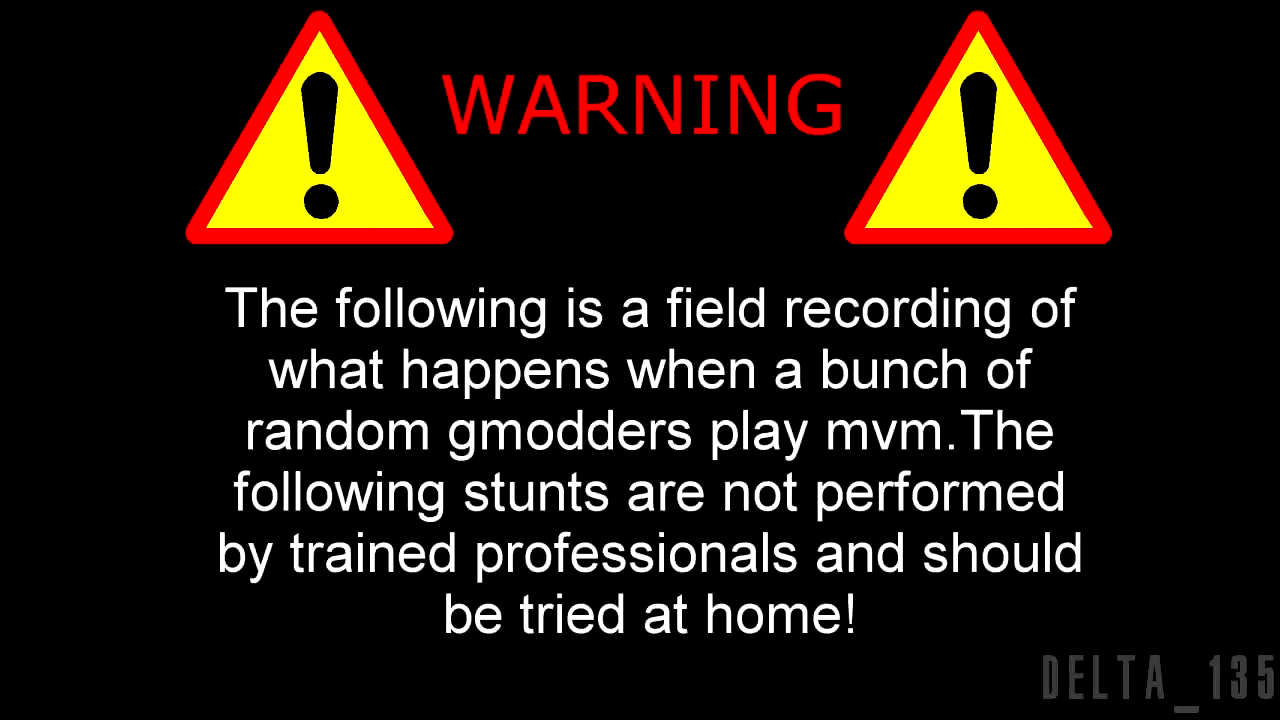 WARNING
The following is a field recording of
what happens when a bunch of
random gmodders play mvm.The
following stunts are not performed
by trained professionals and should
be tried at home!
DELTA_135